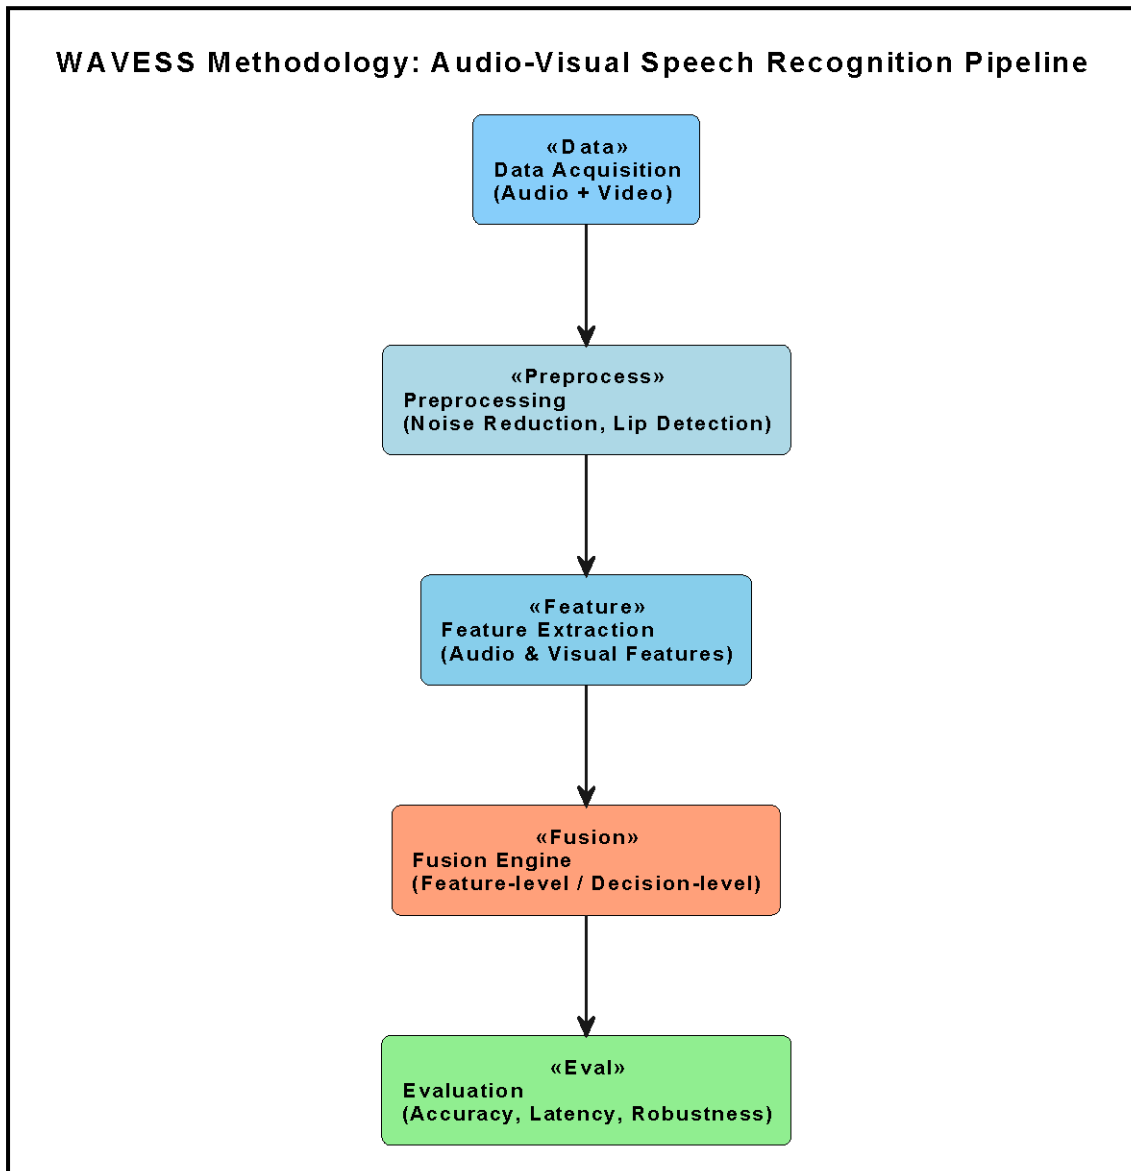 WAVESS Methodology: Audio-Visual Speech Recognition Pipeline
«Data»
Data Acquisition
(Audio + Video)
«Preprocess»
Preprocessing
(Noise Reduction, Lip Detection)
«Feature»
Feature Extraction
(Audio & Visual Features)
«Fusion»
Fusion Engine
(Feature-level / Decision-level)
«Eval»
Evaluation
(Accuracy, Latency, Robustness)